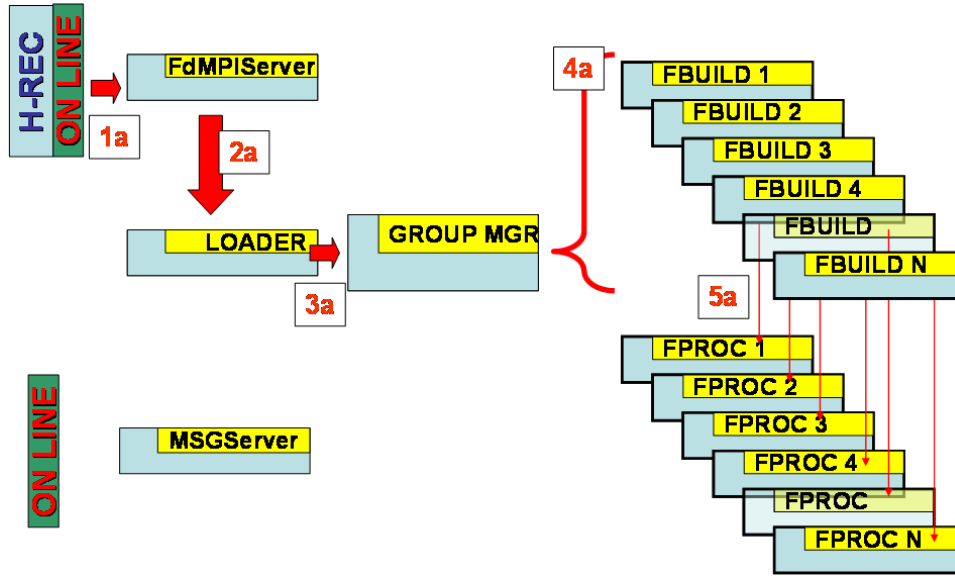 H-REC
ON LINE
1a
FdMPIServer
2a
LOADER
3a
GROUP MGR
4a
FBUILD 1
FBUILD 2
FBUILD 3
FBUILD 4
FBUILD
FBUILD N
5a
FPROC 1
FPROC 2
FPROC 3
FPROC 4
FPROC
FPROC N
ON LINE
MSGServer